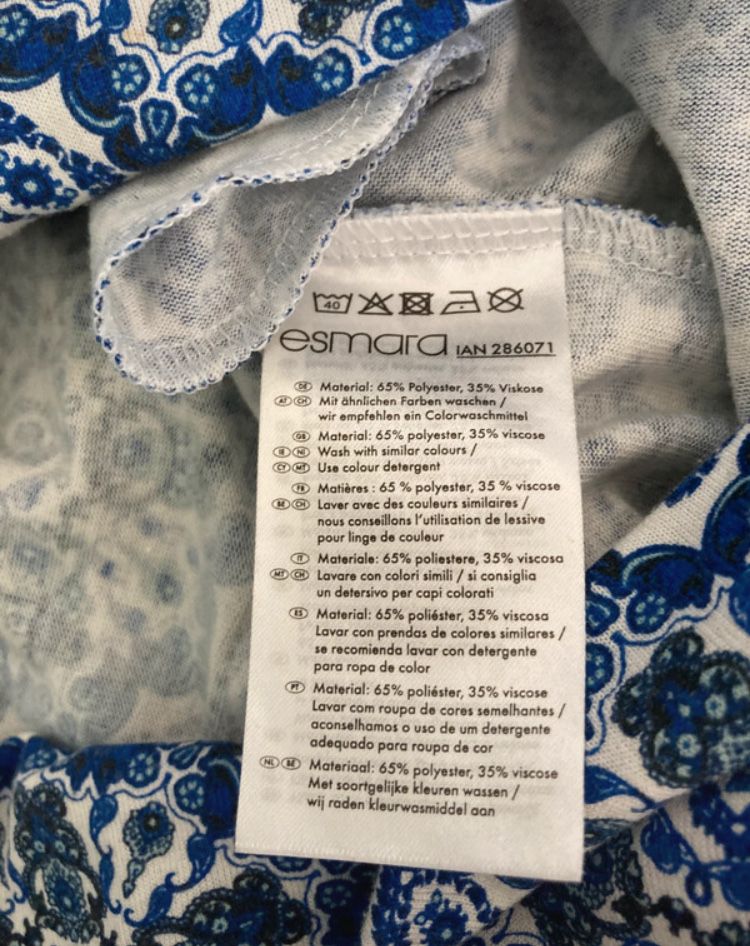 40
esmara IAN 286071
DE Material: 65% Polyester, 35% Viskose
AT CH Mit ähnlichen Farben waschen /
wir empfehlen ein Colorwaschmittel
GB Material: 65% polyester, 35% viscose
IE NI Wash with similar colours /
CY MT Use colour detergent
FR Matières : 65 % polyester, 35 % viscose
BE CH Laver avec des couleurs similaires /
nous conseillons l'utilisation de lessive
pour linge de couleur
IT Materiale: 65% poliestere, 35% viscosa
MT CH Lavare con colori simili / si consiglia
un detersivo per capi colorati
ES Material: 65% poliéster, 35% viscosa
Lavar con prendas de colores similares /
se recomienda lavar con detergente
para ropa de color
PT Material: 65% poliéster, 35% viscose
Lavar com roupa de cores semelhantes /
aconselhamos o uso de um detergente
adequado para roupa de cor
NL BE Materiaal: 65% polyester, 35% viscose
Met soortgelijke kleuren wassen /
wij raden kleurwasmiddel aan